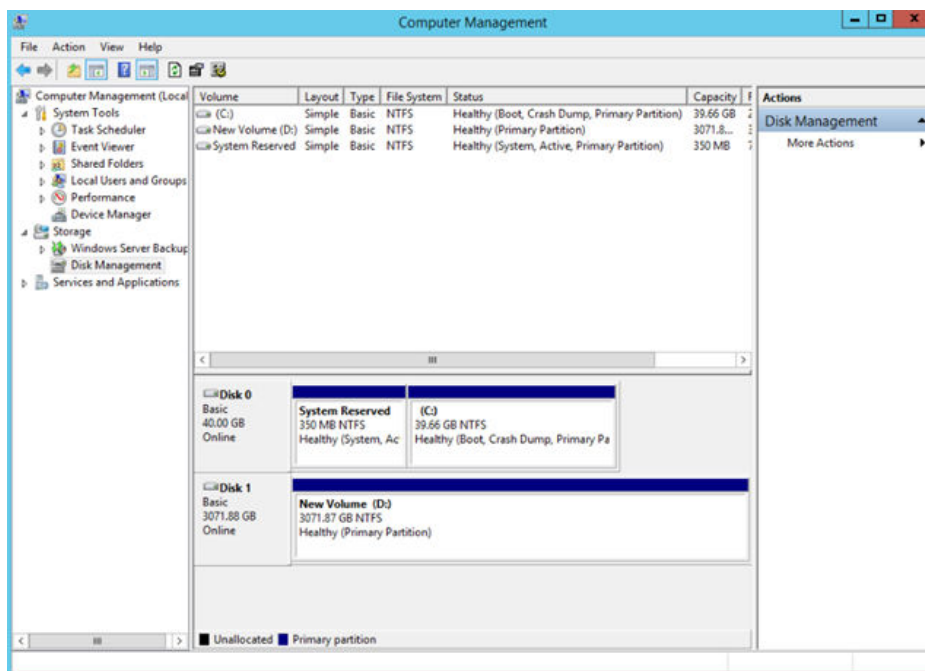 Computer Management
File Action View Help
Computer Management (Local
System Tools
Task Scheduler
Event Viewer
Shared Folders
Local Users and Groups
Performance
Device Manager
Storage
Windows Server Backup
Disk Management
Services and Applications
Volume Layout Type File System Status Capacity F
(C:) Simple Basic NTFS Healthy (Boot, Crash Dump, Primary Partition) 39.66 GB
New Volume (D:) Simple Basic NTFS Healthy (Primary Partition) 3071.8...
System Reserved Simple Basic NTFS Healthy (System, Active, Primary Partition) 350 MB
Disk 0
Basic
40.00 GB
Online
System Reserved
350 MB NTFS
Healthy (System, Ac
(C:)
39.66 GB NTFS
Healthy (Boot, Crash Dump, Primary Pa
Disk 1
Basic
3071.88 GB
Online
New Volume (D:)
3071.87 GB NTFS
Healthy (Primary Partition)
Unallocated Primary partition
Actions
Disk Management
More Actions